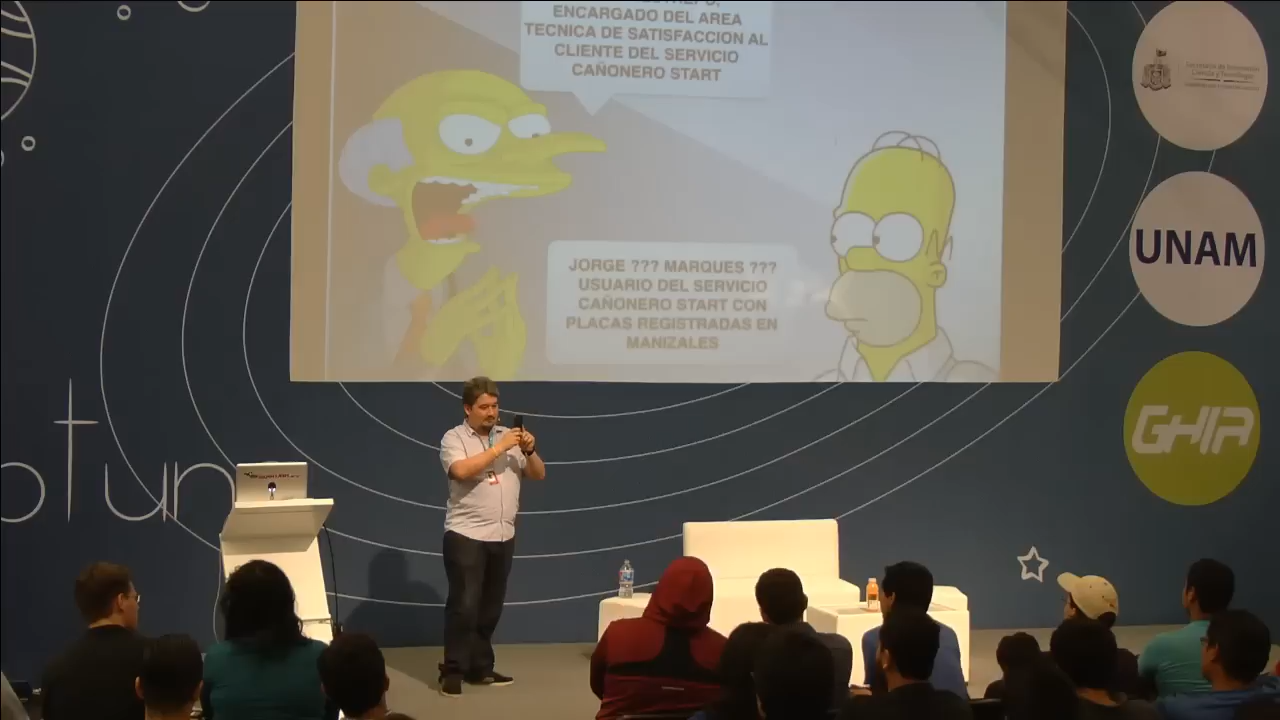 ENCARGADO DEL AREA
TECNICA DE SATISFACCION AL
CLIENTE DEL SERVICIO
CAÑONERO START
JORGE ??? MARQUES ???
USUARIO DEL SERVICIO
CAÑONERO START CON
PLACAS REGISTRADAS EN
MANIZALES
UNAM
GHIA
otun